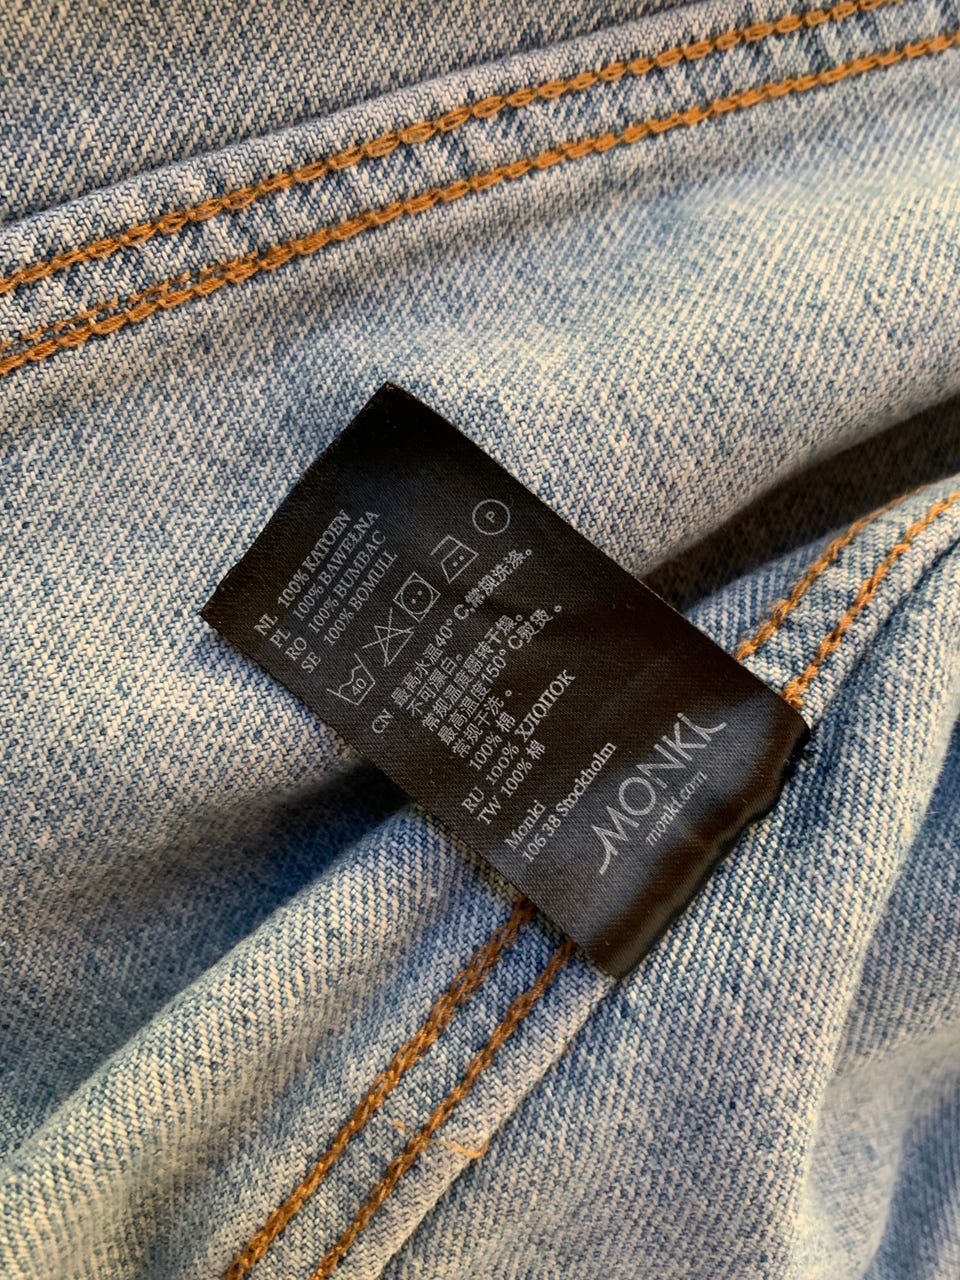 NL 100% KATOEN
PL 100% BAWEŁNA
RO 100% BUMBAC
SE 100% BOMULL
40
P
CN 最高水温40° C,常规洗涤。
不可漂白。
常规温度翻转干燥。
最高温度150° C熨烫。
常规干洗。
100% 棉
RU 100% ХЛОПОК
TW 100% 棉
Monki
106 38 Stockholm
MONKI
monki.com